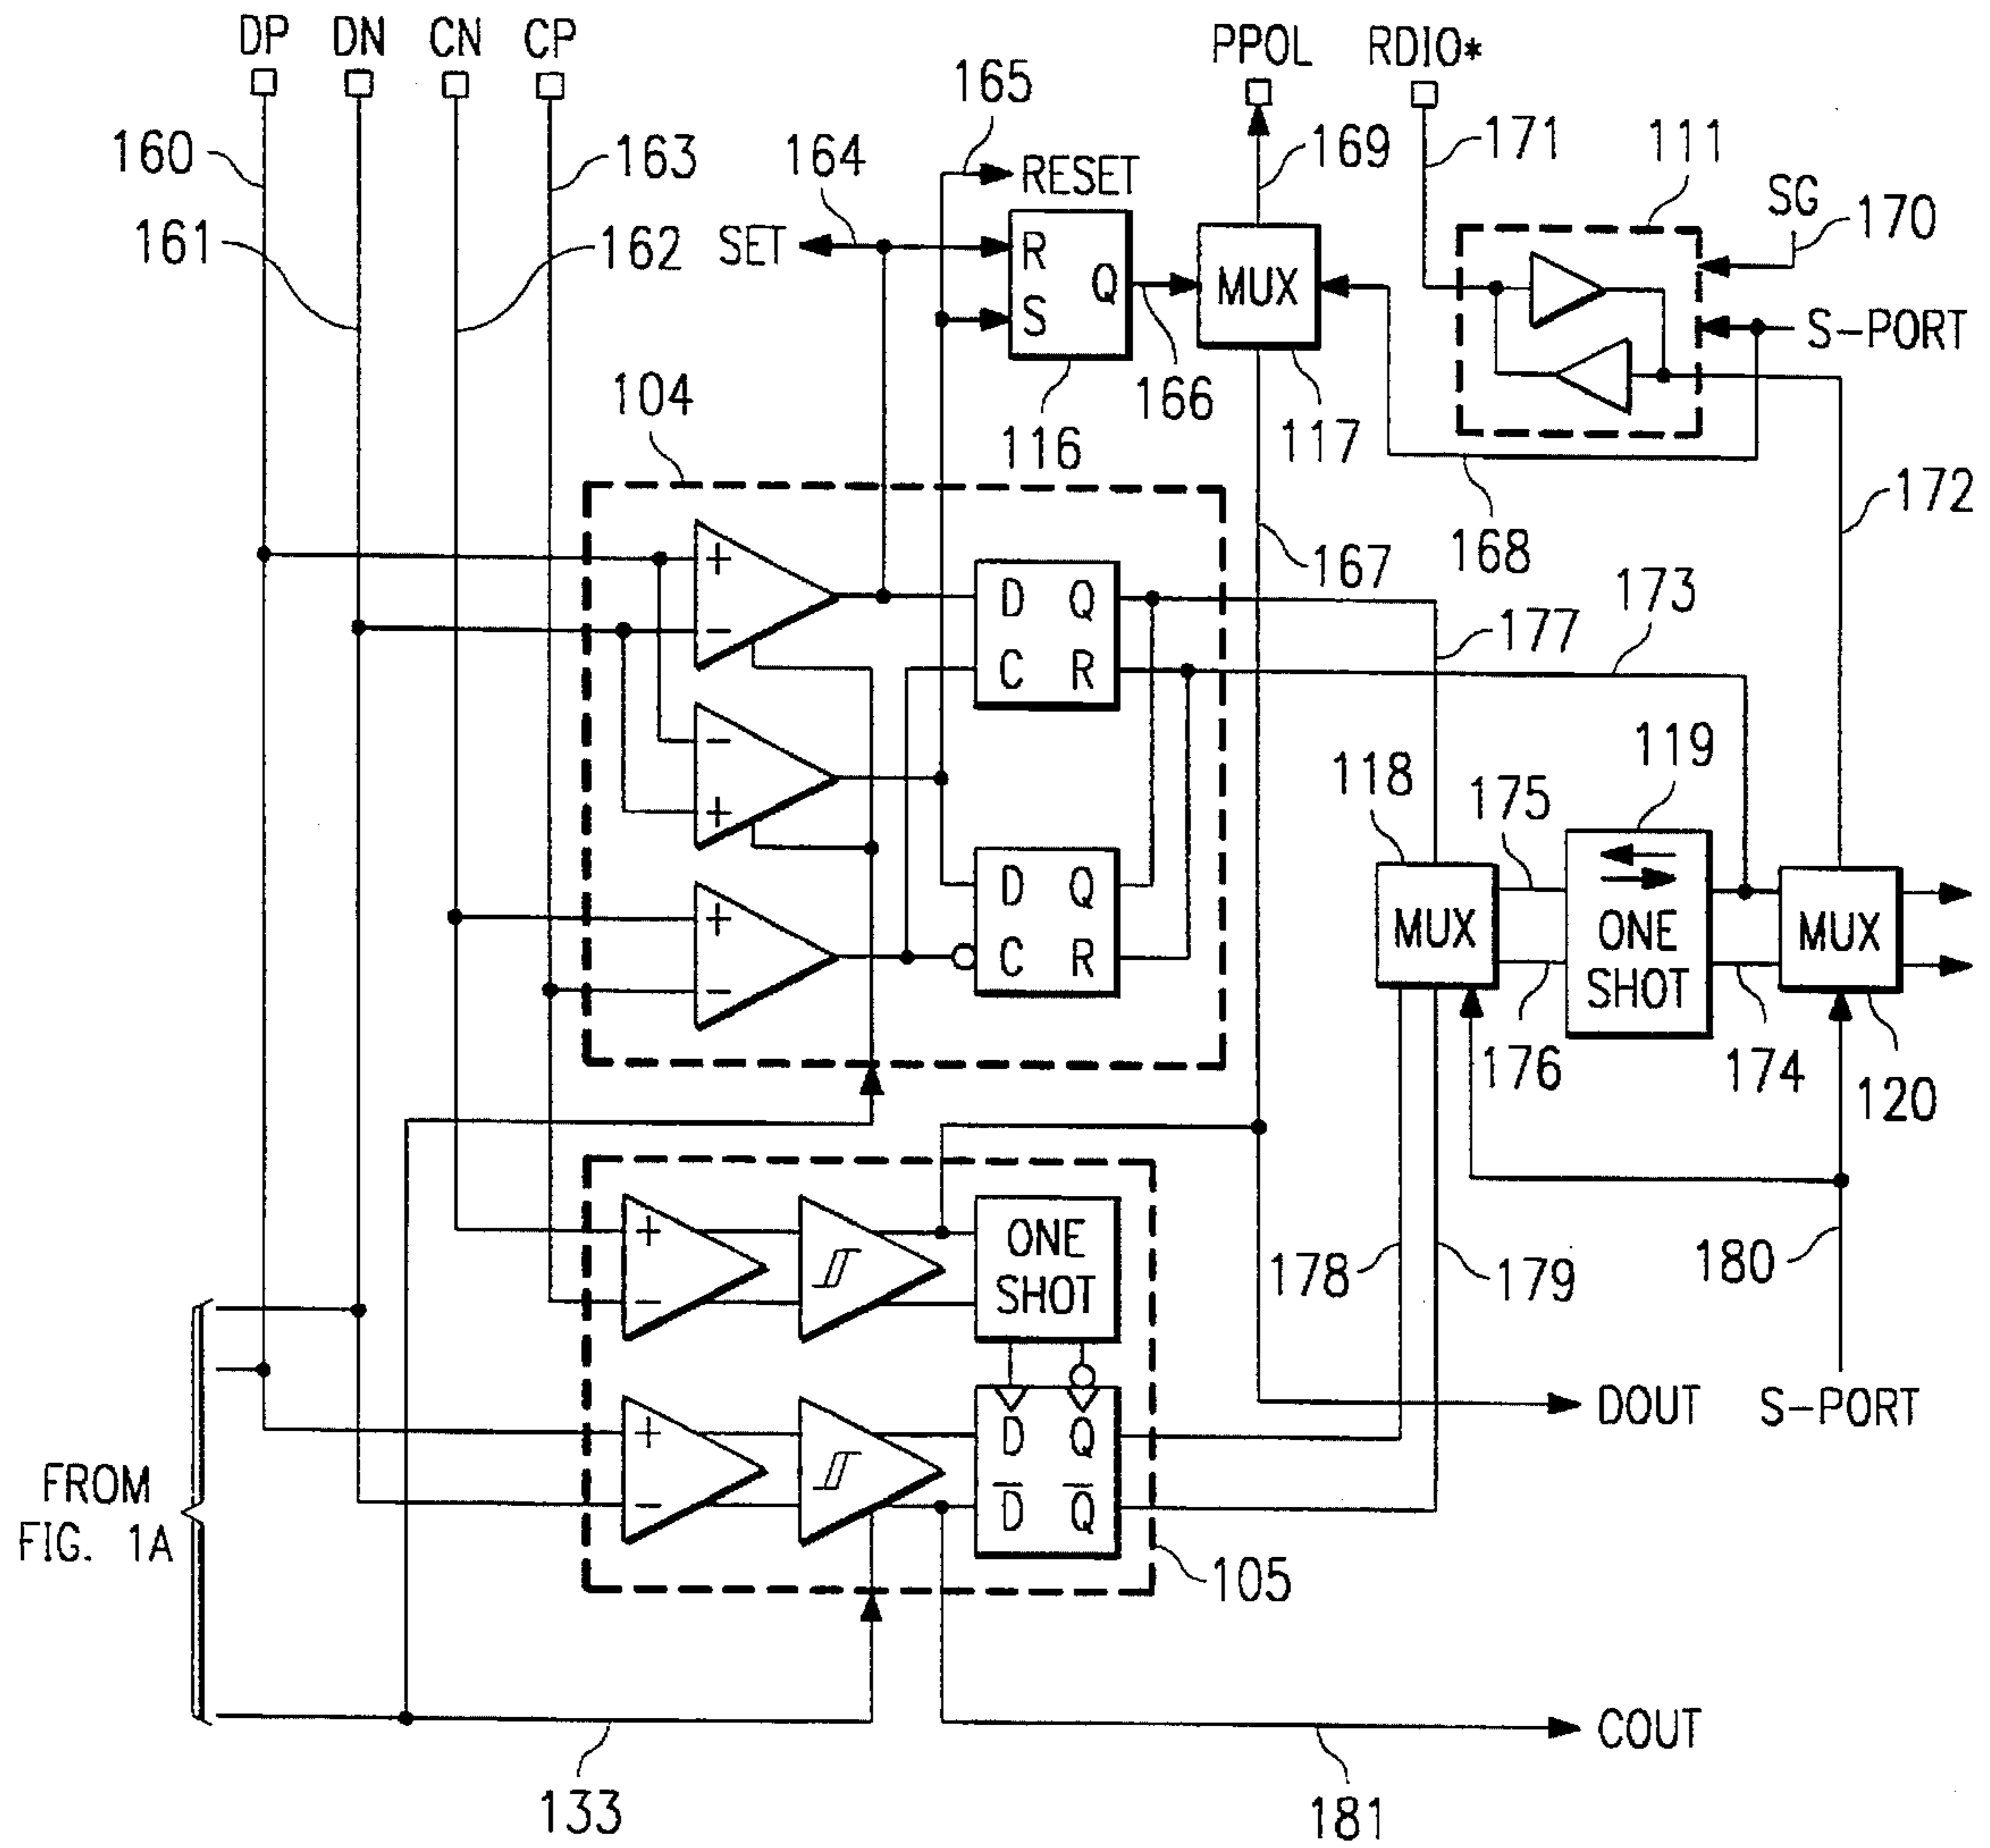 DP DN CN CP PPOL RDIO*
160 163 164 165 169 171 111
161 162 SET RESET SG 170
R
S Q MUX S-PORT
104 116 166 117
168 172
+
− D Q
C R 167 177 173
−
+ 118 175 119
+
− D Q
C R MUX ONE
SHOT MUX
176 174 120
+
− ONE
SHOT 178 179 180
+
− D Q
D̅ Q̅ DOUT S-PORT
FROM
FIG. 1A
105
COUT
133 181